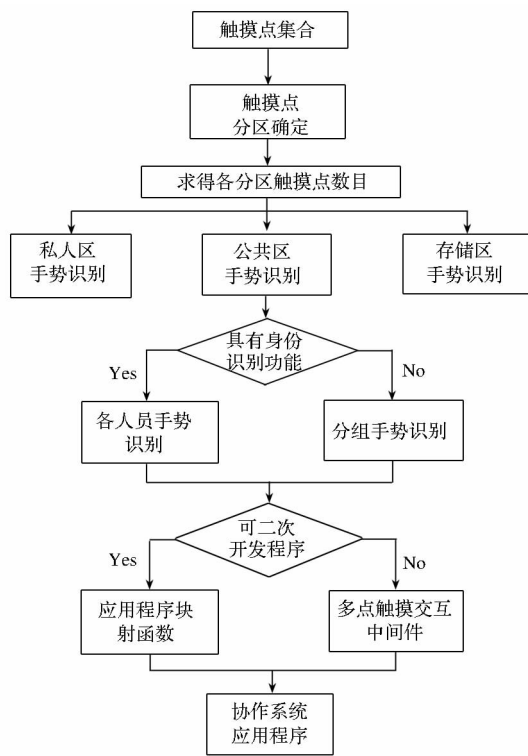 触摸点集合
触摸点
分区确定
求得各分区触摸点数目
私人区
手势识别
公共区
手势识别
存储区
手势识别
具有身份
识别功能
Yes
No
各人员手势
识别
分组手势识别
可二次
开发程序
Yes
No
应用程序块
射函数
多点触摸交互
中间件
协作系统
应用程序